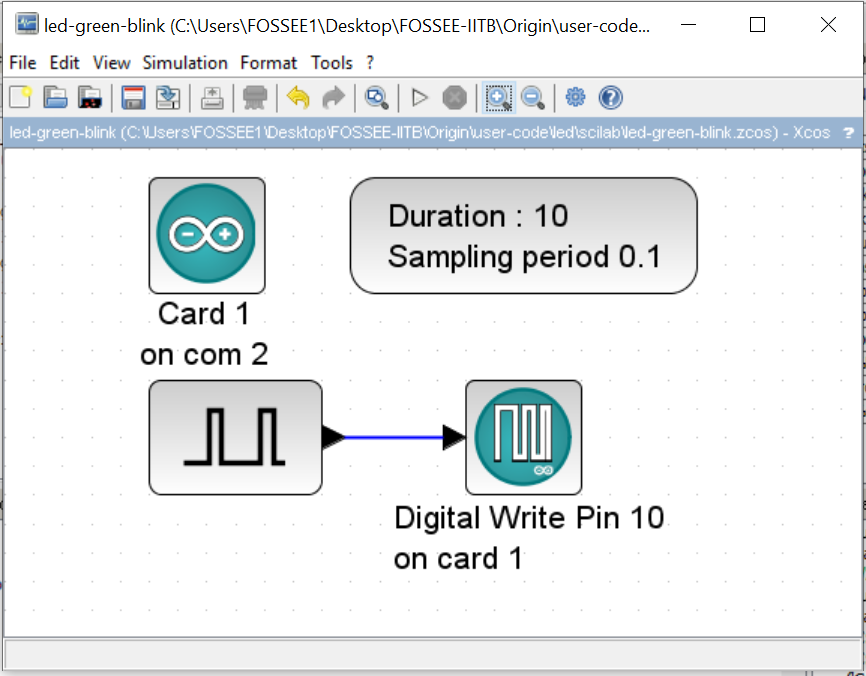 led-green-blink (C:\Users\FOSSEE1\Desktop\FOSSEE-IITB\Origin\user-code...
File Edit View Simulation Format Tools ?
led-green-blink (C:\Users\FOSSEE1\Desktop\FOSSEE-IITB\Origin\user-code\led\scilab\led-green-blink.zcos) - Xcos ?
Duration : 10
Sampling period 0.1
Card 1
on com 2
Digital Write Pin 10
on card 1